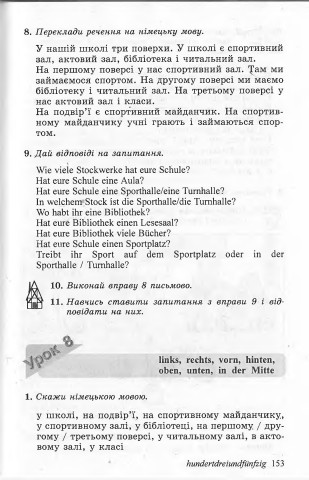 8. Переклади речення на німецьку мову.
У нашій школі три поверхи. У школі є спортивний
зал, актовий зал, бібліотека і читальний зал.
На першому поверсі у нас спортивний зал. Там ми
займаємося спортом. На другому поверсі ми маємо
бібліотеку і читальний зал. На третьому поверсі у
нас актовий зал і класи.
На подвір'ї є спортивний майданчик. На спортив-
ному майданчику учні грають і займаються спор-
том.
9. Дай відповіді на запитання.
Wie viele Stockwerke hat eure Schule?
Hat eure Schule eine Aula?
Hat eure Schule eine Sporthalle/eine Turnhalle?
In welchem Stock ist die Sporthalle/die Turnhalle?
Wo habt ihr eine Bibliothek?
Hat eure Bibliothek einen Lesesaal?
Hat eure Bibliothek viele Bücher?
Hat eure Schule einen Sportplatz?
Treibt ihr Sport auf dem Sportplatz oder in der
Sporthalle / Turnhalle?
10. Виконай вправу 8 письмово.
11. Навчись ставити запитання з вправи 9 і від-
повідати на них.
Урок 8
links, rechts, vorn, hinten,
oben, unten, in der Mitte
1. Скажи німецькою мовою.
у школі, на подвір'ї, на спортивному майданчику,
у спортивному залі, у бібліотеці, на першому / дру-
гому / третьому поверсі, у читальному залі, в акто-
вому залі, у класі
hundertdreiundfünfzig 153